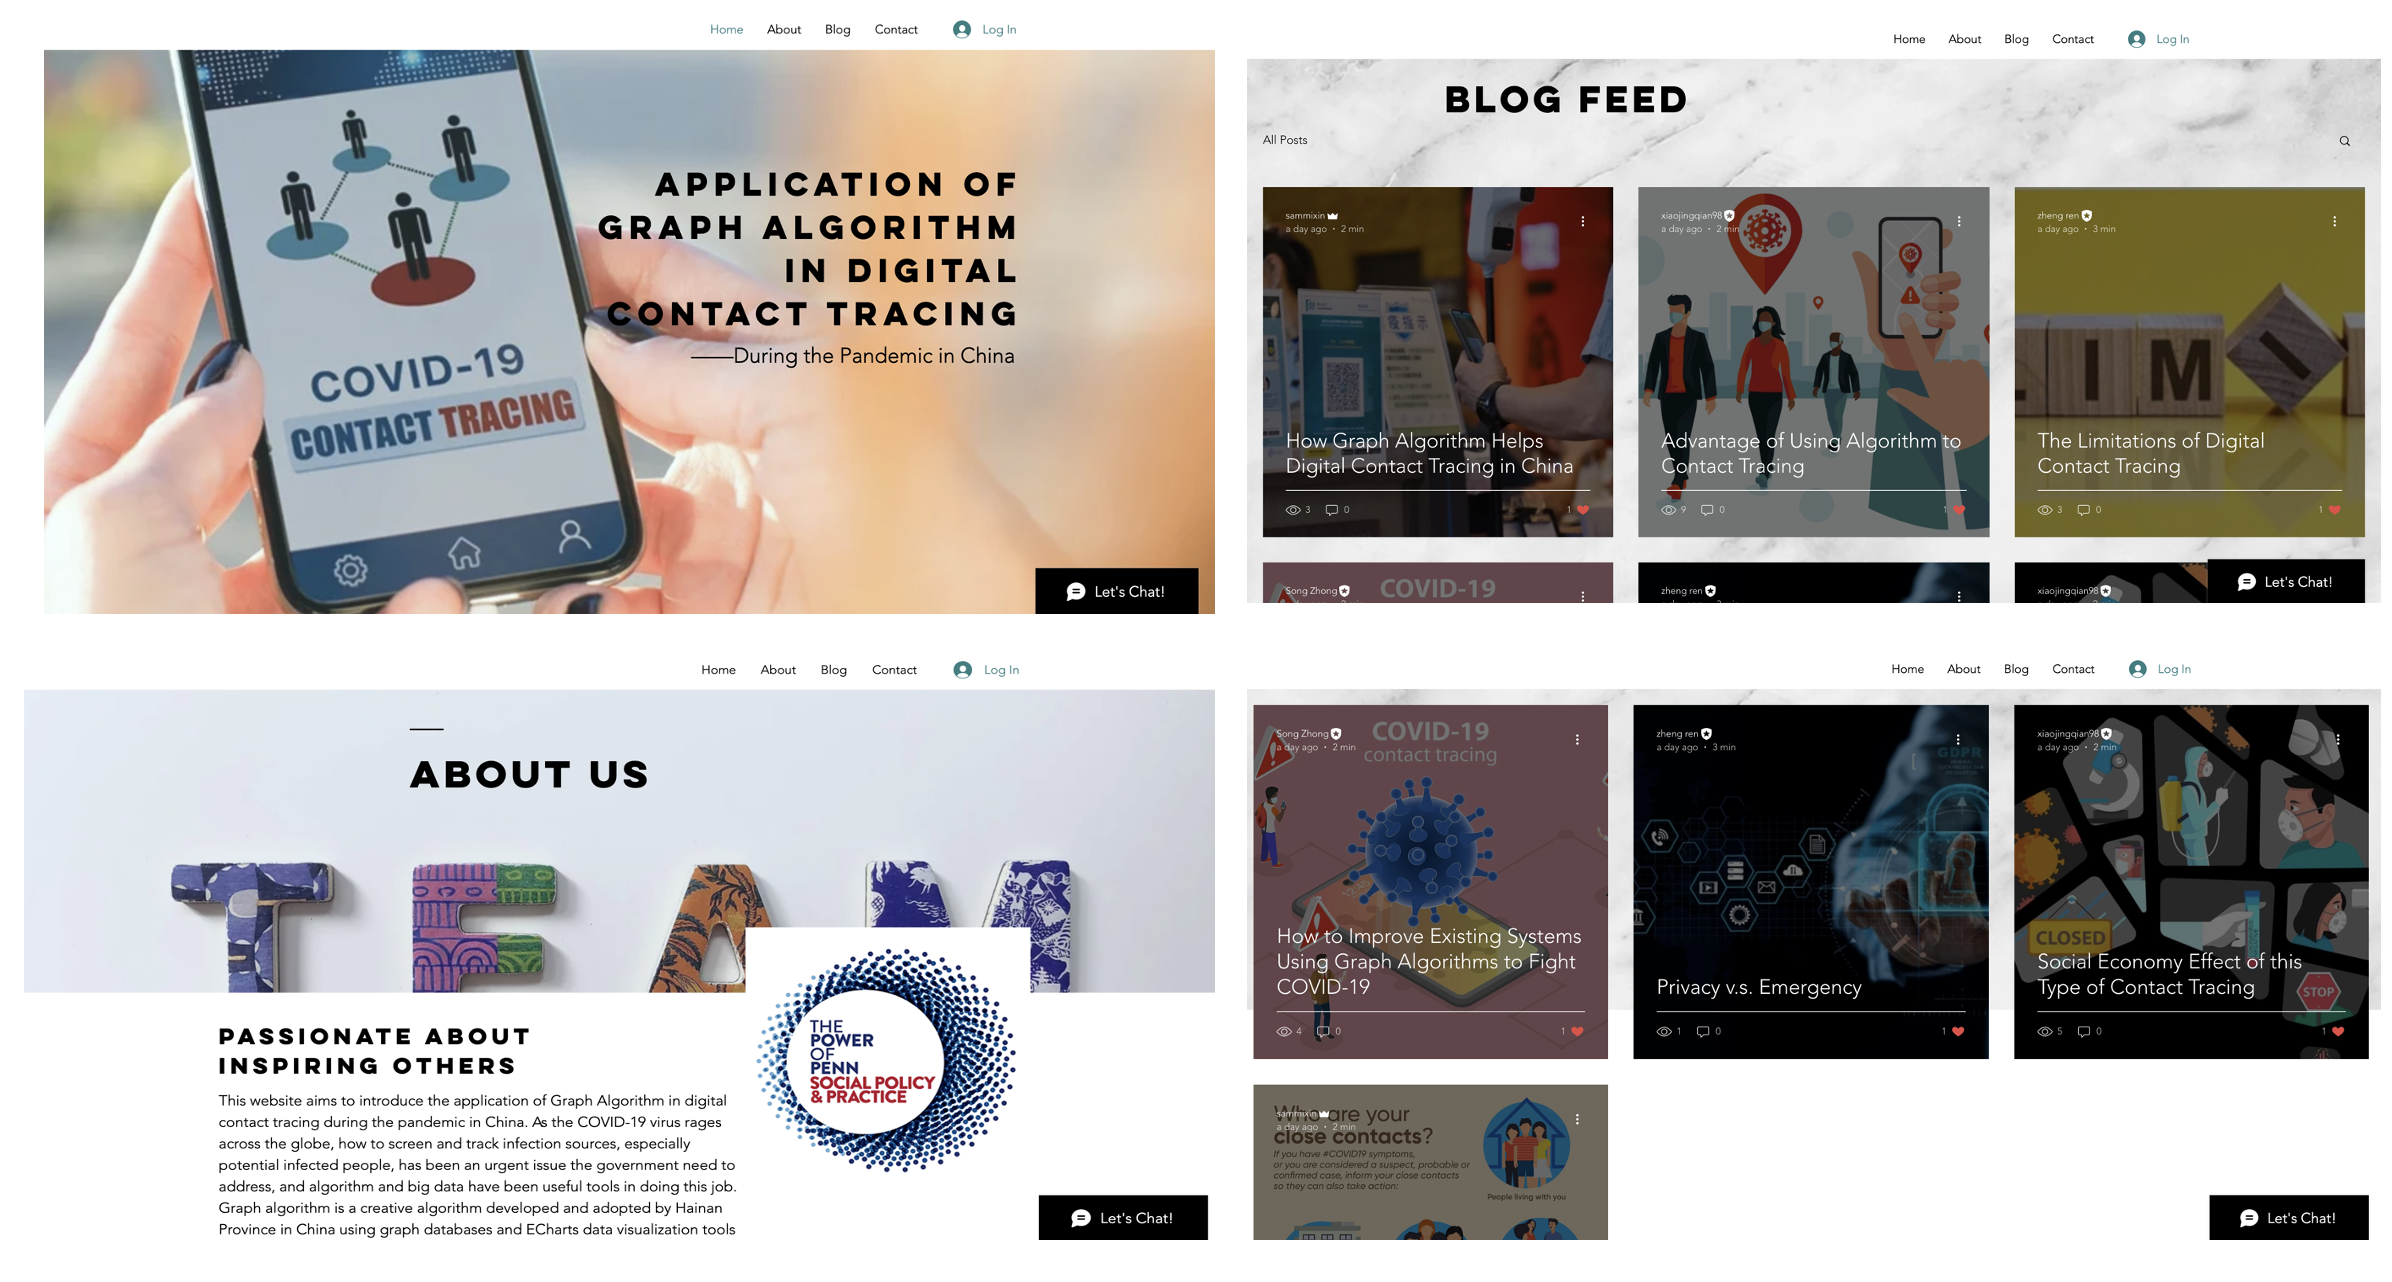 Home About Blog Contact Log In
APPLICATION OF
GRAPH ALGORITHM
IN DIGITAL
CONTACT TRACING
——During the Pandemic in China
COVID-19
CONTACT TRACING
Let's Chat!
Home About Blog Contact Log In
BLOG FEED
All Posts
sammixin
a day ago · 2 min
How Graph Algorithm Helps
Digital Contact Tracing in China
3 0 1
xiaojingqian98
a day ago · 2 min
Advantage of Using Algorithm to
Contact Tracing
9 0 1
zheng ren
a day ago · 3 min
LIMI
The Limitations of Digital
Contact Tracing
3 0 1
Song Zhong
COVID-19
zheng ren
xiaojingqian98
Let's Chat!
Home About Blog Contact Log In
ABOUT US
TEAM
THE
POWER
OF
PENN
SOCIAL POLICY
& PRACTICE
PASSIONATE ABOUT
INSPIRING OTHERS
This website aims to introduce the application of Graph Algorithm in digital
contact tracing during the pandemic in China. As the COVID-19 virus rages
across the globe, how to screen and track infection sources, especially
potential infected people, has been an urgent issue the government need to
address, and algorithm and big data have been useful tools in doing this job.
Graph algorithm is a creative algorithm developed and adopted by Hainan
Province in China using graph databases and ECharts data visualization tools
Let's Chat!
Home About Blog Contact Log In
Song Zhong
a day ago · 2 min
COVID-19
contact tracing
How to Improve Existing Systems
Using Graph Algorithms to Fight
COVID-19
4 0 1
zheng ren
a day ago · 3 min
GDPR
Privacy v.s. Emergency
1 0 1
xiaojingqian98
a day ago · 2 min
CLOSED
STOP
Social Economy Effect of this
Type of Contact Tracing
5 0 1
sammixin
a day ago · 2 min
Who are your
close contacts?
If you have #COVID19 symptoms,
or you are considered a suspect, probable or
confirmed case, inform your close contacts
so they can also take action:
People living with you
Let's Chat!